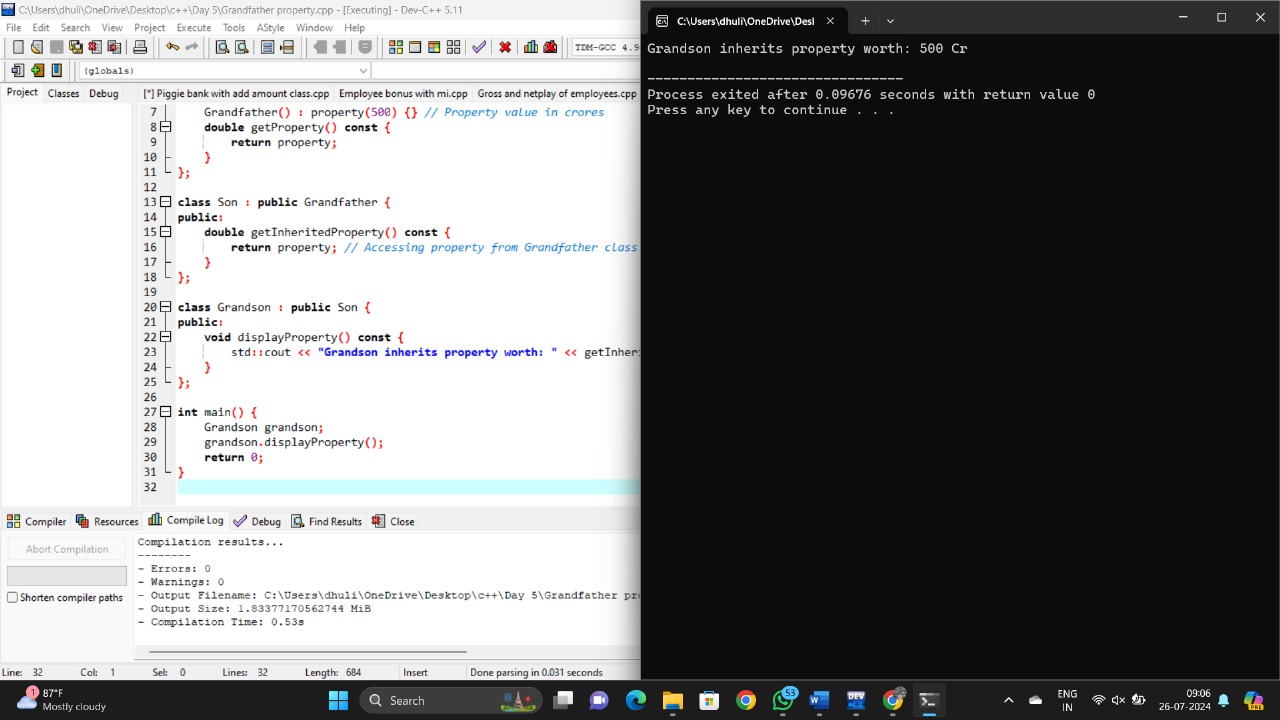 C:\Users\dhuli\OneDrive\Desktop\c++\Day 5\Grandfather property.cpp - [Executing] - Dev-C++ 5.11
File Edit Search View Project Execute Tools AStyle Window Help
TDM-GCC 4.9
(globals)
Project Classes Debug
[*] Piggie bank with add amount class.cpp Employee bonus with mi.cpp Gross and netplay of employees.cpp
7 Grandfather() : property(500) {} // Property value in crores
8 double getProperty() const {
9 return property;
10 }
11 };
12
13 class Son : public Grandfather {
14 public:
15 double getInheritedProperty() const {
16 return property; // Accessing property from Grandfather class
17 }
18 };
19
20 class Grandson : public Son {
21 public:
22 void displayProperty() const {
23 std::cout << "Grandson inherits property worth: " << getInheri
24 }
25 };
26
27 int main() {
28 Grandson grandson;
29 grandson.displayProperty();
30 return 0;
31 }
32
Compiler Resources Compile Log Debug Find Results Close
Abort Compilation
Shorten compiler paths
Compilation results...
--------
- Errors: 0
- Warnings: 0
- Output Filename: C:\Users\dhuli\OneDrive\Desktop\c++\Day 5\Grandfather pro
- Output Size: 1.83377170562744 MiB
- Compilation Time: 0.53s
Line: 32 Col: 1 Sel: 0 Lines: 32 Length: 684 Insert Done parsing in 0.031 seconds
C:\Users\dhuli\OneDrive\Desl
Grandson inherits property worth: 500 Cr
--------------------------------
Process exited after 0.09676 seconds with return value 0
Press any key to continue . . .
1
87°F
Mostly cloudy
Search
53
DEV
ENG
IN
09:06
26-07-2024
PRE